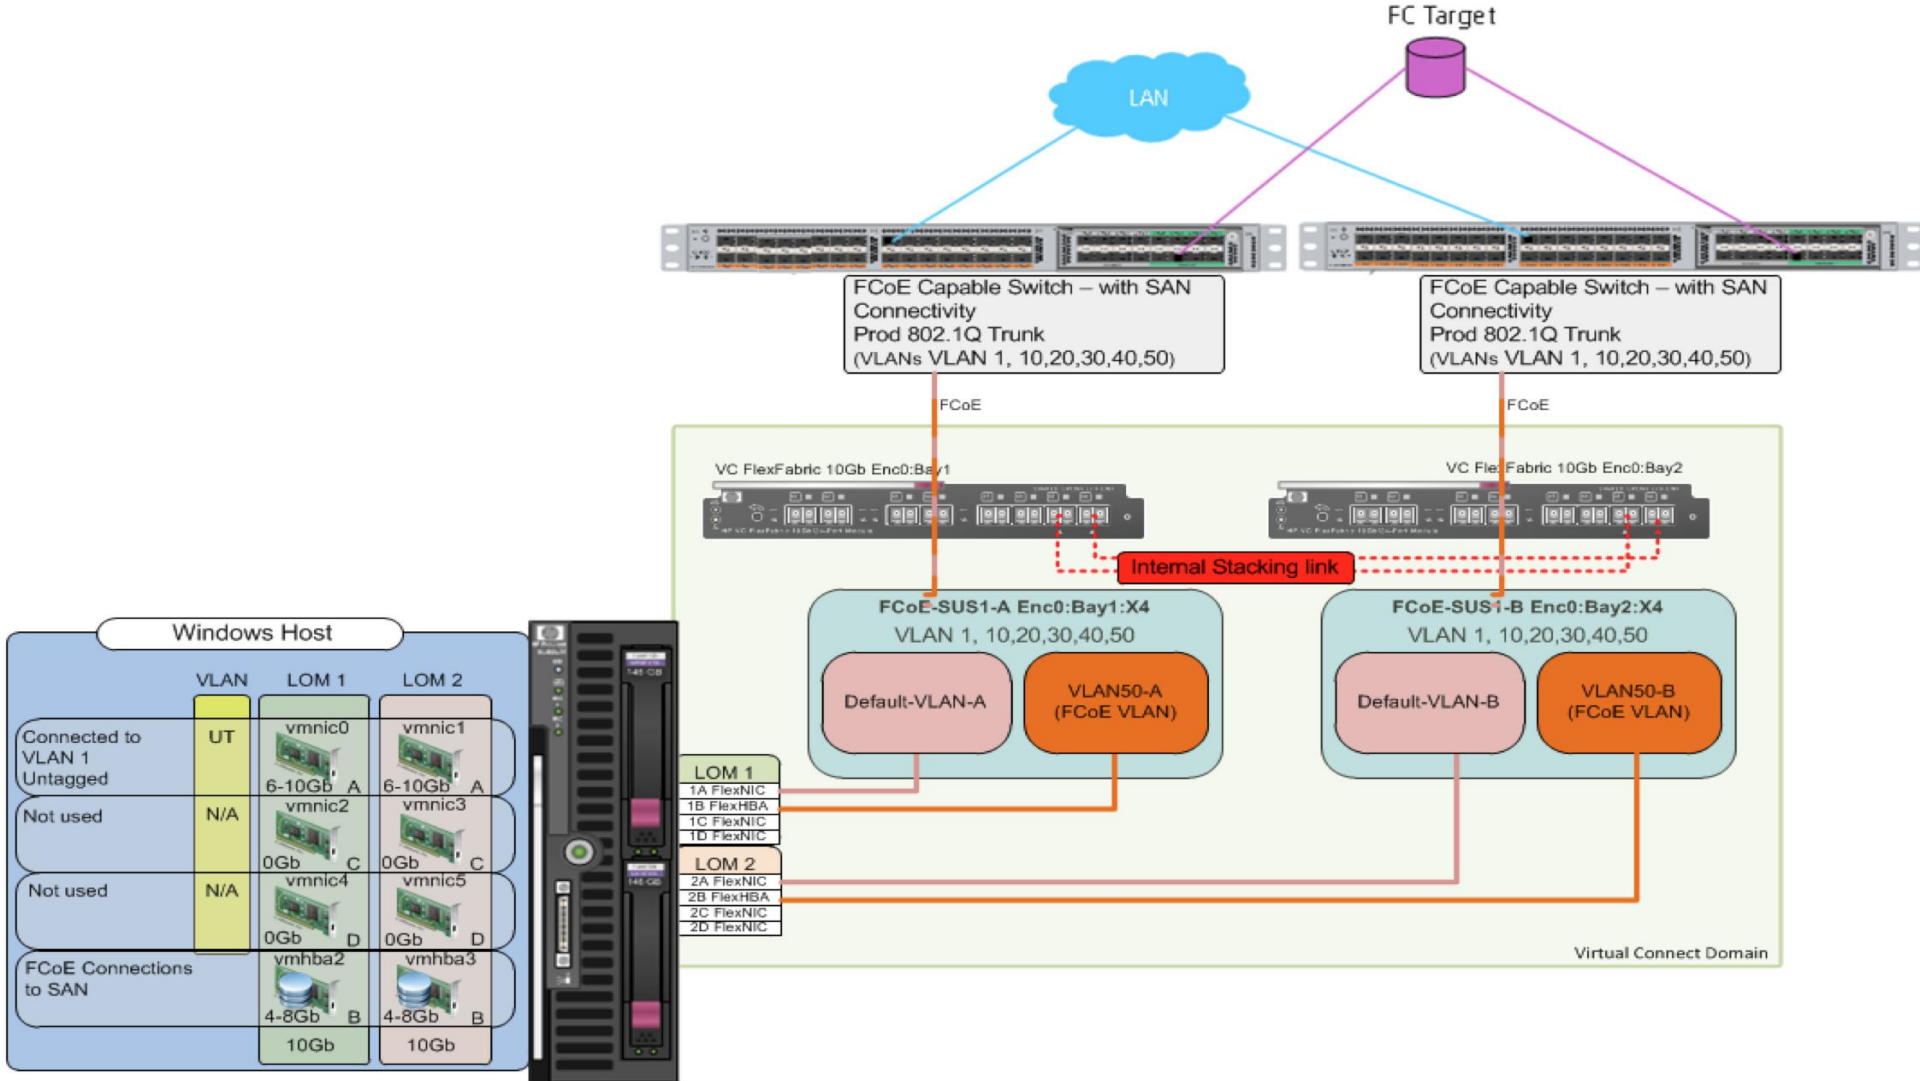 FC Target
LAN
FCoE Capable Switch – with SAN
Connectivity
Prod 802.1Q Trunk
(VLANs VLAN 1, 10,20,30,40,50)
FCoE Capable Switch – with SAN
Connectivity
Prod 802.1Q Trunk
(VLANs VLAN 1, 10,20,30,40,50)
FCoE
FCoE
VC FlexFabric 10Gb Enc0:Bay1
VC FlexFabric 10Gb Enc0:Bay2
Internal Stacking link
FCoE-SUS1-A Enc0:Bay1:X4
VLAN 1, 10,20,30,40,50
Default-VLAN-A
VLAN50-A
(FCoE VLAN)
FCoE-SUS1-B Enc0:Bay2:X4
VLAN 1, 10,20,30,40,50
Default-VLAN-B
VLAN50-B
(FCoE VLAN)
Windows Host
VLAN LOM 1 LOM 2
Connected to
VLAN 1
Untagged
UT
vmnic0
6-10Gb A
vmnic1
6-10Gb A
Not used
N/A
vmnic2
0Gb C
vmnic3
0Gb C
Not used
N/A
vmnic4
0Gb D
vmnic5
0Gb D
FCoE Connections
to SAN
vmhba2
4-8Gb B
vmhba3
4-8Gb B
10Gb
10Gb
146 GB
146 GB
LOM 1
1A FlexNIC
1B FlexHBA
1C FlexNIC
1D FlexNIC
LOM 2
2A FlexNIC
2B FlexHBA
2C FlexNIC
2D FlexNIC
Virtual Connect Domain